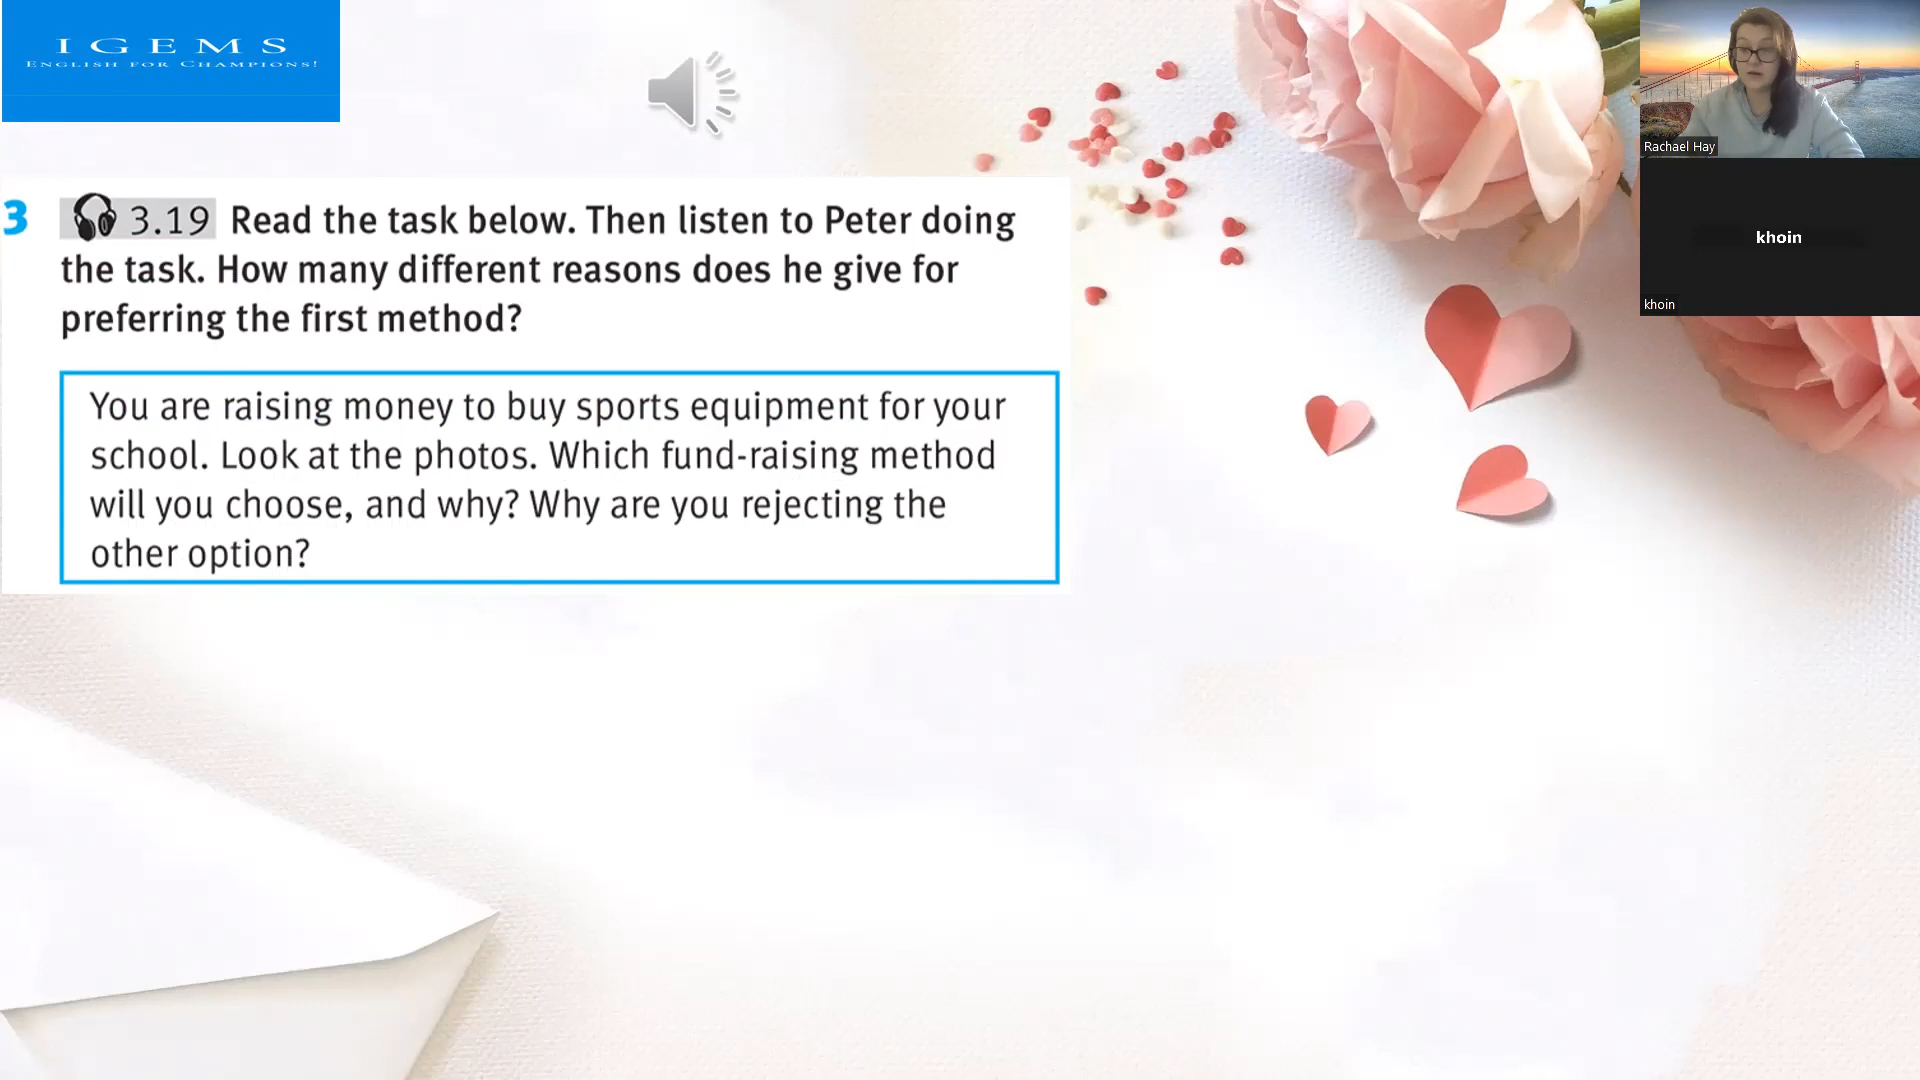 IGEMS
ENGLISH FOR CHAMPIONS!
3 3.19 Read the task below. Then listen to Peter doing
the task. How many different reasons does he give for
preferring the first method?
You are raising money to buy sports equipment for your
school. Look at the photos. Which fund-raising method
will you choose, and why? Why are you rejecting the
other option?
Rachael Hay
khoin
khoin